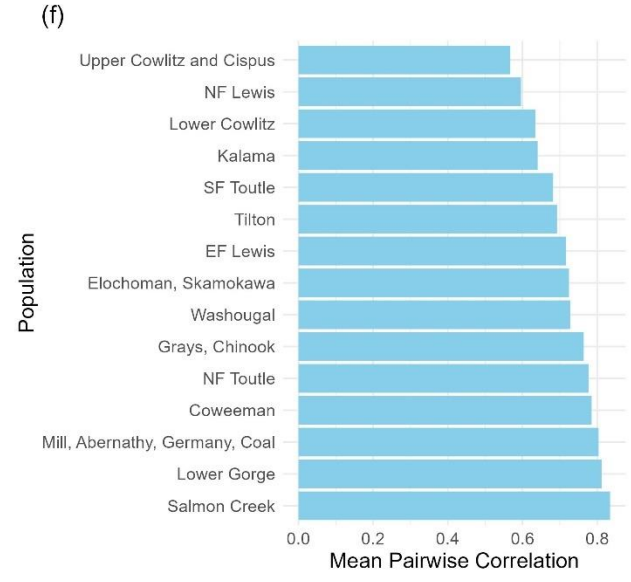 (f)
Population
Upper Cowlitz and Cispus
NF Lewis
Lower Cowlitz
Kalama
SF Toutle
Tilton
EF Lewis
Elochoman, Skamokawa
Washougal
Grays, Chinook
NF Toutle
Coweeman
Mill, Abernathy, Germany, Coal
Lower Gorge
Salmon Creek
0.0 0.2 0.4 0.6 0.8
Mean Pairwise Correlation